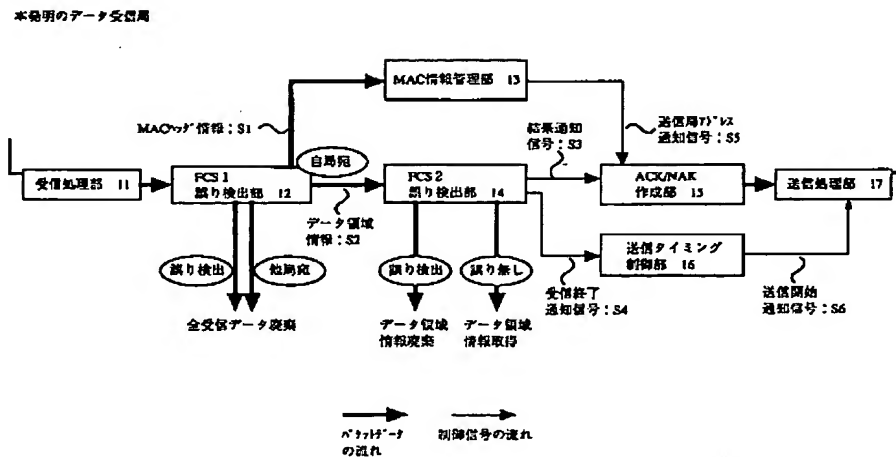 本発明のデータ受信局
MAC情報管理部 13
MACヘッダ情報:S1
結果通知
信号:S3
送信局アドレス
通知信号:S5
自局宛
受信処理部 11
FCS1
誤り検出部 12
FCS2
誤り検出部 14
ACK/NAK
作成部 15
送信処理部 17
データ領域
情報:S2
送信タイミング
制御部 16
誤り検出
他局宛
誤り検出
誤り無し
受信終了
通知信号:S4
送信開始
通知信号:S6
全受信データ廃棄
データ領域
情報廃棄
データ領域
情報取得
パケットデータ
の流れ
制御信号の流れ